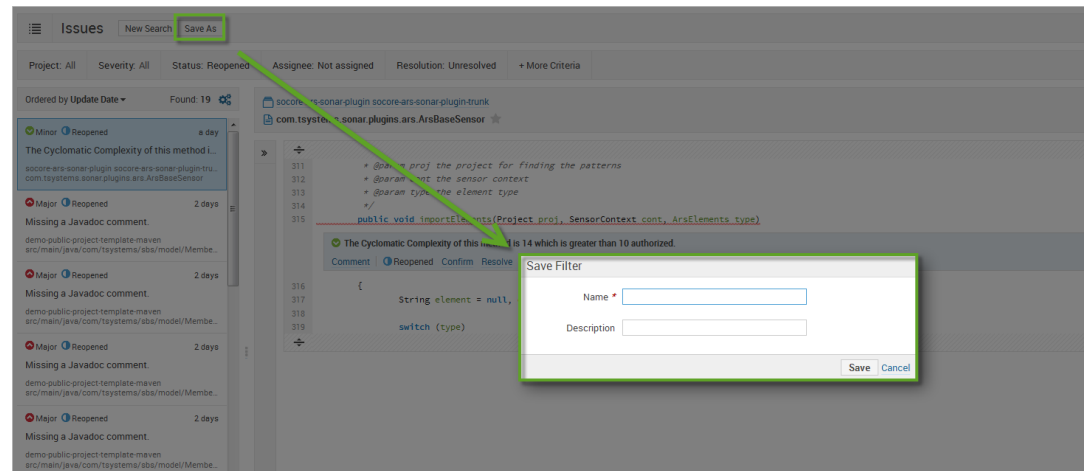 Issues New Search Save As
Project: All Severity: All Status: Reopened Assignee: Not assigned Resolution: Unresolved + More Criteria
Ordered by Update Date Found: 19
socore-ars-sonar-plugin socore-ars-sonar-plugin-trunk
com.tsystems.sonar.plugins.ars.ArsBaseSensor
Minor Reopened a day
The Cyclomatic Complexity of this method i...
socore-ars-sonar-plugin socore-ars-sonar-plugin-tru...
com.tsystems.sonar.plugins.ars.ArsBaseSensor
Major Reopened 2 days
Missing a Javadoc comment.
demo-public-project-template-maven
src/main/java/com/tsystems/sbs/model/Membe...
Major Reopened 2 days
Missing a Javadoc comment.
demo-public-project-template-maven
src/main/java/com/tsystems/sbs/model/Membe...
Major Reopened 2 days
Missing a Javadoc comment.
demo-public-project-template-maven
src/main/java/com/tsystems/sbs/model/Membe...
Major Reopened 2 days
Missing a Javadoc comment.
demo-public-project-template-maven
src/main/java/com/tsystems/sbs/model/Membe...
311 * @param proj the project for finding the patterns
312 * @param cont the sensor context
313 * @param type the element type
314 */
315 public void importElements(Project proj, SensorContext cont, ArsElements type)
The Cyclomatic Complexity of this method is 14 which is greater than 10 authorized.
Comment Reopened Confirm Resolve
316 {
317 String element = null,
318
319 switch (type)
Save Filter
Name *
Description
Save Cancel